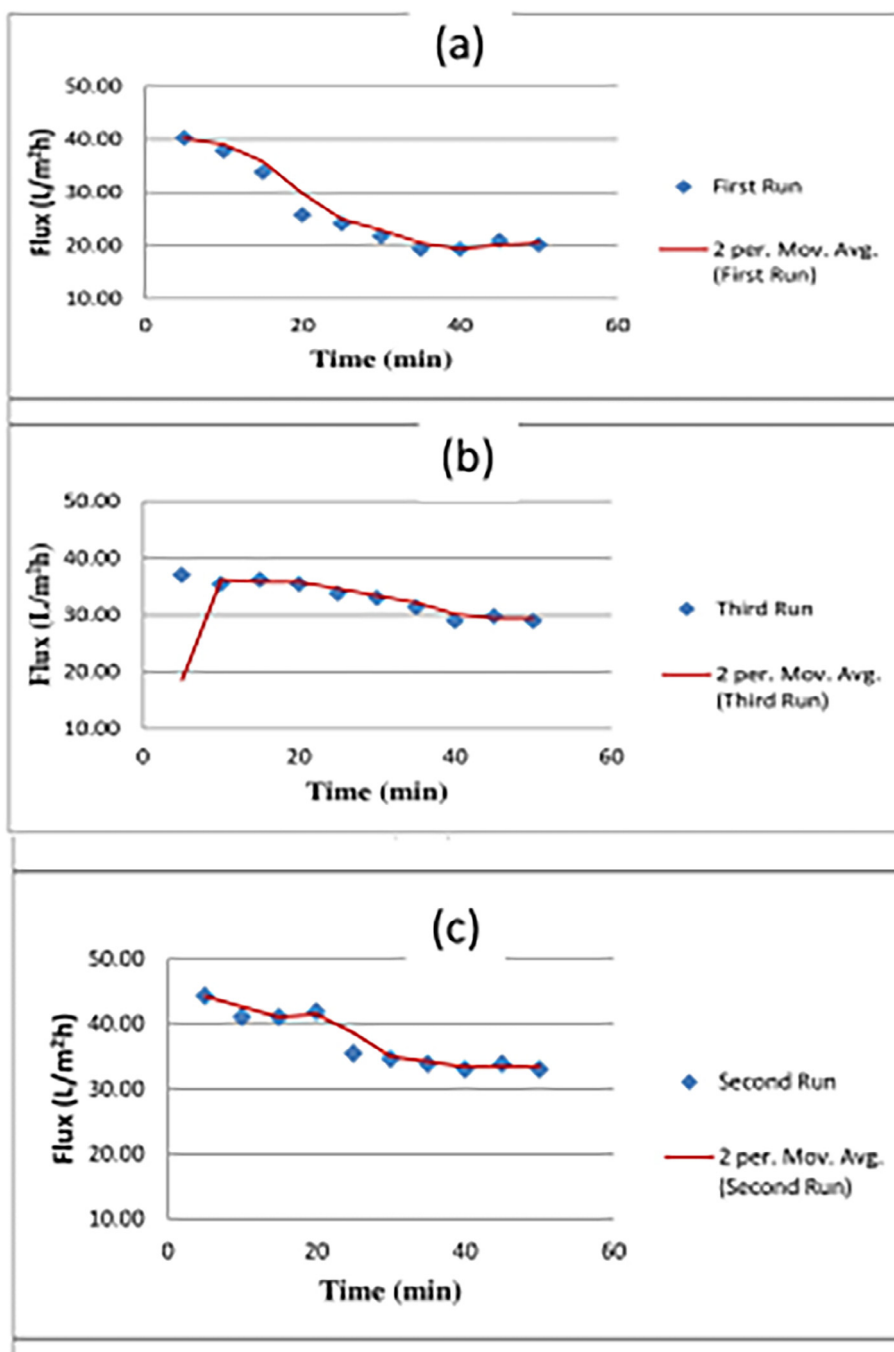 (a)
50.00
40.00
30.00
20.00
10.00
Flux (L/m²h)
0
20
40
60
Time (min)
First Run
2 per. Mov. Avg.
(First Run)
(b)
50.00
40.00
30.00
20.00
10.00
Flux (L/m²h)
0
20
40
60
Time (min)
Third Run
2 per. Mov. Avg.
(Third Run)
(c)
50.00
40.00
30.00
20.00
10.00
Flux (L/m²h)
0
20
40
60
Time (min)
Second Run
2 per. Mov. Avg.
(Second Run)